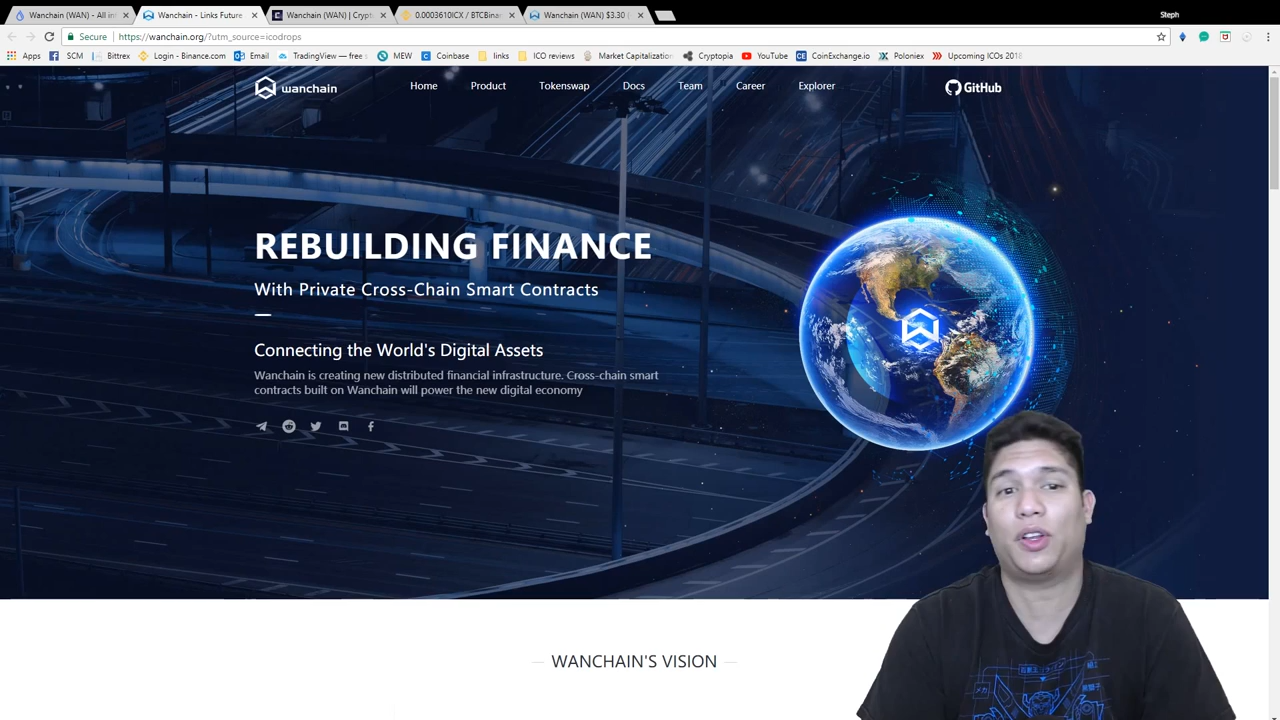 Steph
Wanchain (WAN) - All in
Wanchain - Links Future
Wanchain (WAN) | Crypt
0.0003610ICX / BTCBinan
Wanchain (WAN) $3.30 (
Secure
https://wanchain.org/?utm_source=icodrops
Apps
SCM
Bittrex
Login - Binance.com
Email
TradingView — free s
MEW
Coinbase
links
ICO reviews
Market Capitalizatio
Cryptopia
YouTube
CoinExchange.io
Poloniex
Upcoming ICOs 2018
wanchain
Home
Product
Tokenswap
Docs
Team
Career
Explorer
GitHub
REBUILDING FINANCE
With Private Cross-Chain Smart Contracts
Connecting the World's Digital Assets
Wanchain is creating new distributed financial infrastructure. Cross-chain smart
contracts built on Wanchain will power the new digital economy
WANCHAIN'S VISION